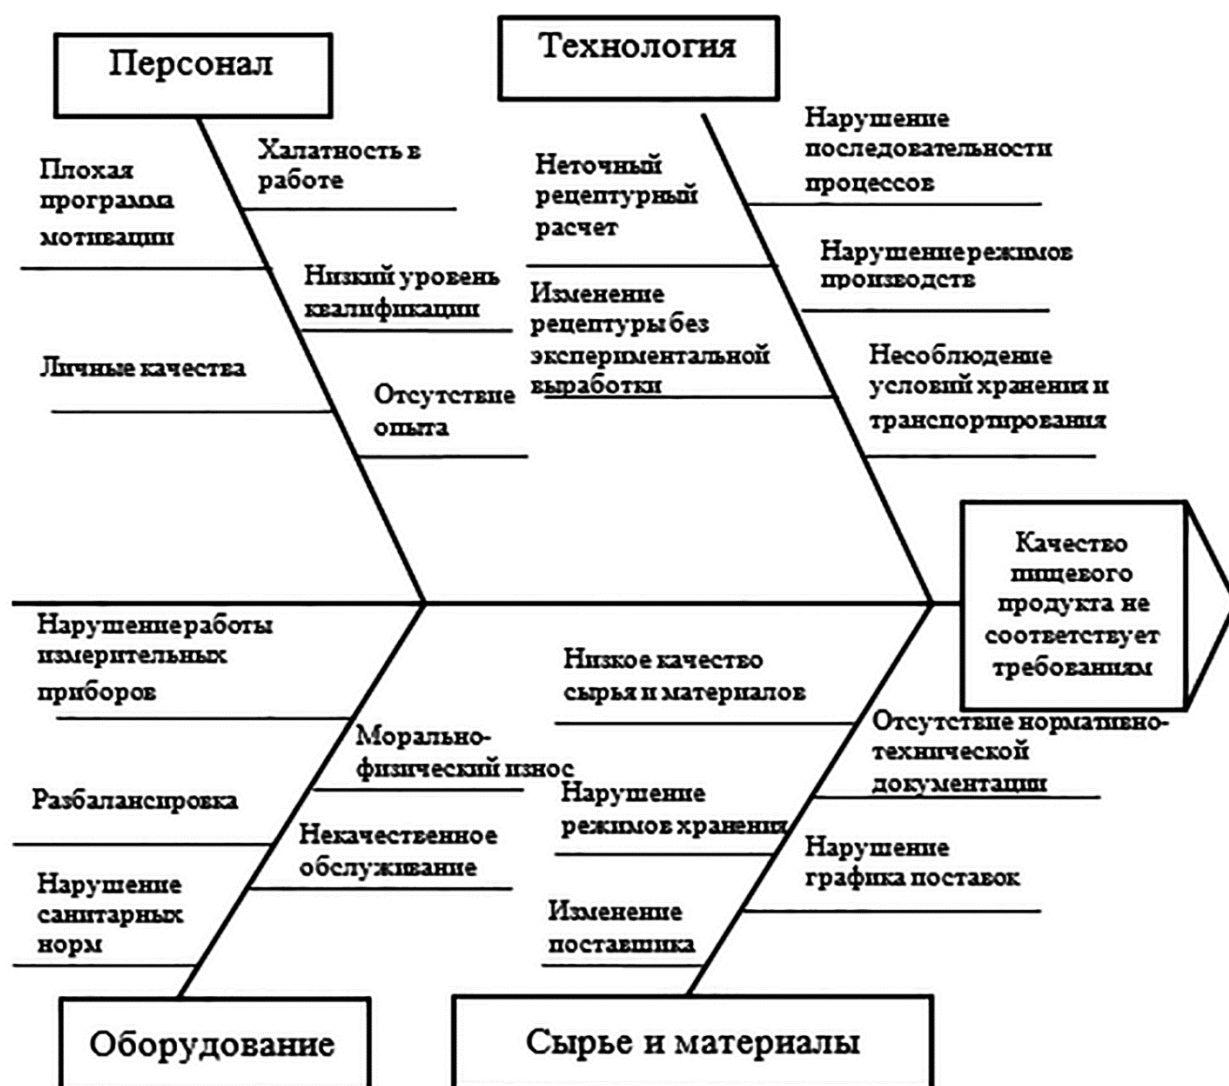 Персонал
Технология
Плохая
программа
мотивации
Халатность в
работе
Низкий уровень
квалификации
Личные качества
Отсутствие
опыта
Неточный
рецептурный
расчет
Нарушение
последовательности
процессов
Нарушение режимов
производств
Изменение
рецептуры без
экспериментальной
выработки
Несоблюдение
условий хранения и
транспортирования
Качество
пищевого
продукта не
соответствует
требованиям
Нарушение работы
измерительных
приборов
Морально-
физический износ
Разбалансировка
Некачественное
обслуживание
Нарушение
санитарных
норм
Низкое качество
сырья и материалов
Отсутствие нормативно-
технической
документации
Нарушение
режимов хранения
Нарушение
графика поставок
Изменение
поставшика
Оборудование
Сырье и материалы